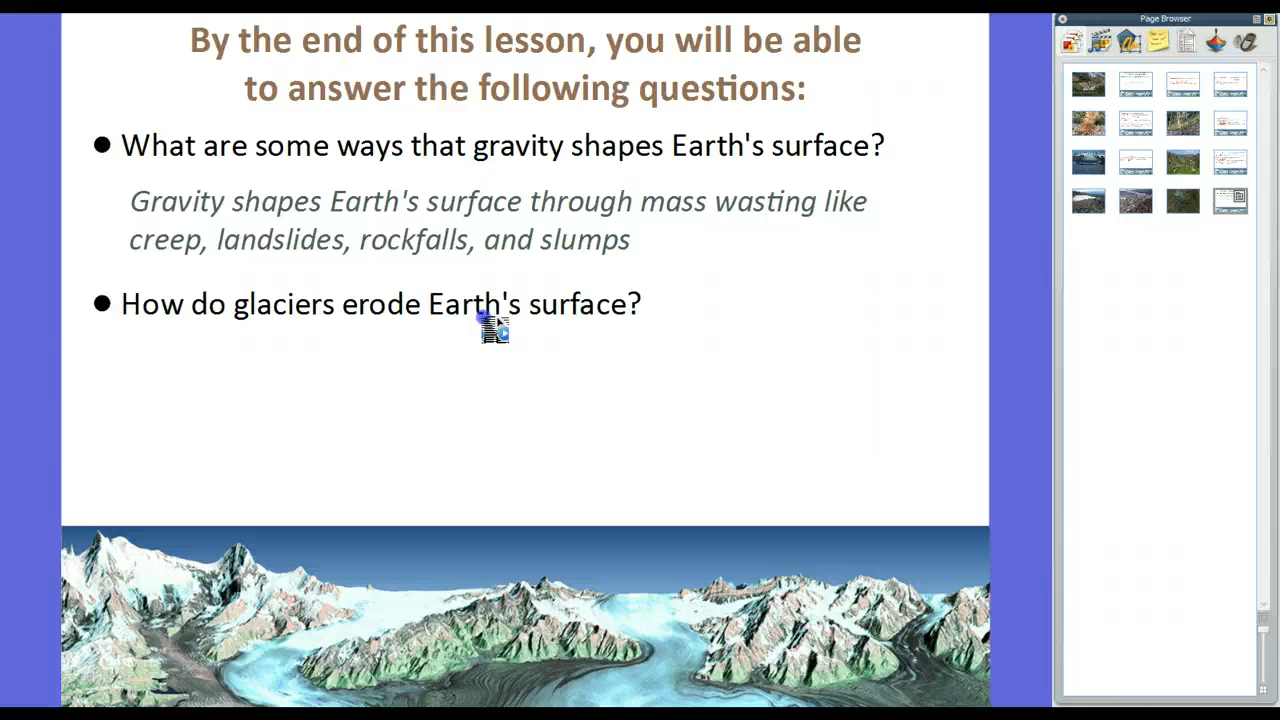 By the end of this lesson, you will be able
to answer the following questions:
● What are some ways that gravity shapes Earth's surface?
Gravity shapes Earth's surface through mass wasting like
creep, landslides, rockfalls, and slumps
● How do glaciers erode Earth's surface?
Page Browser